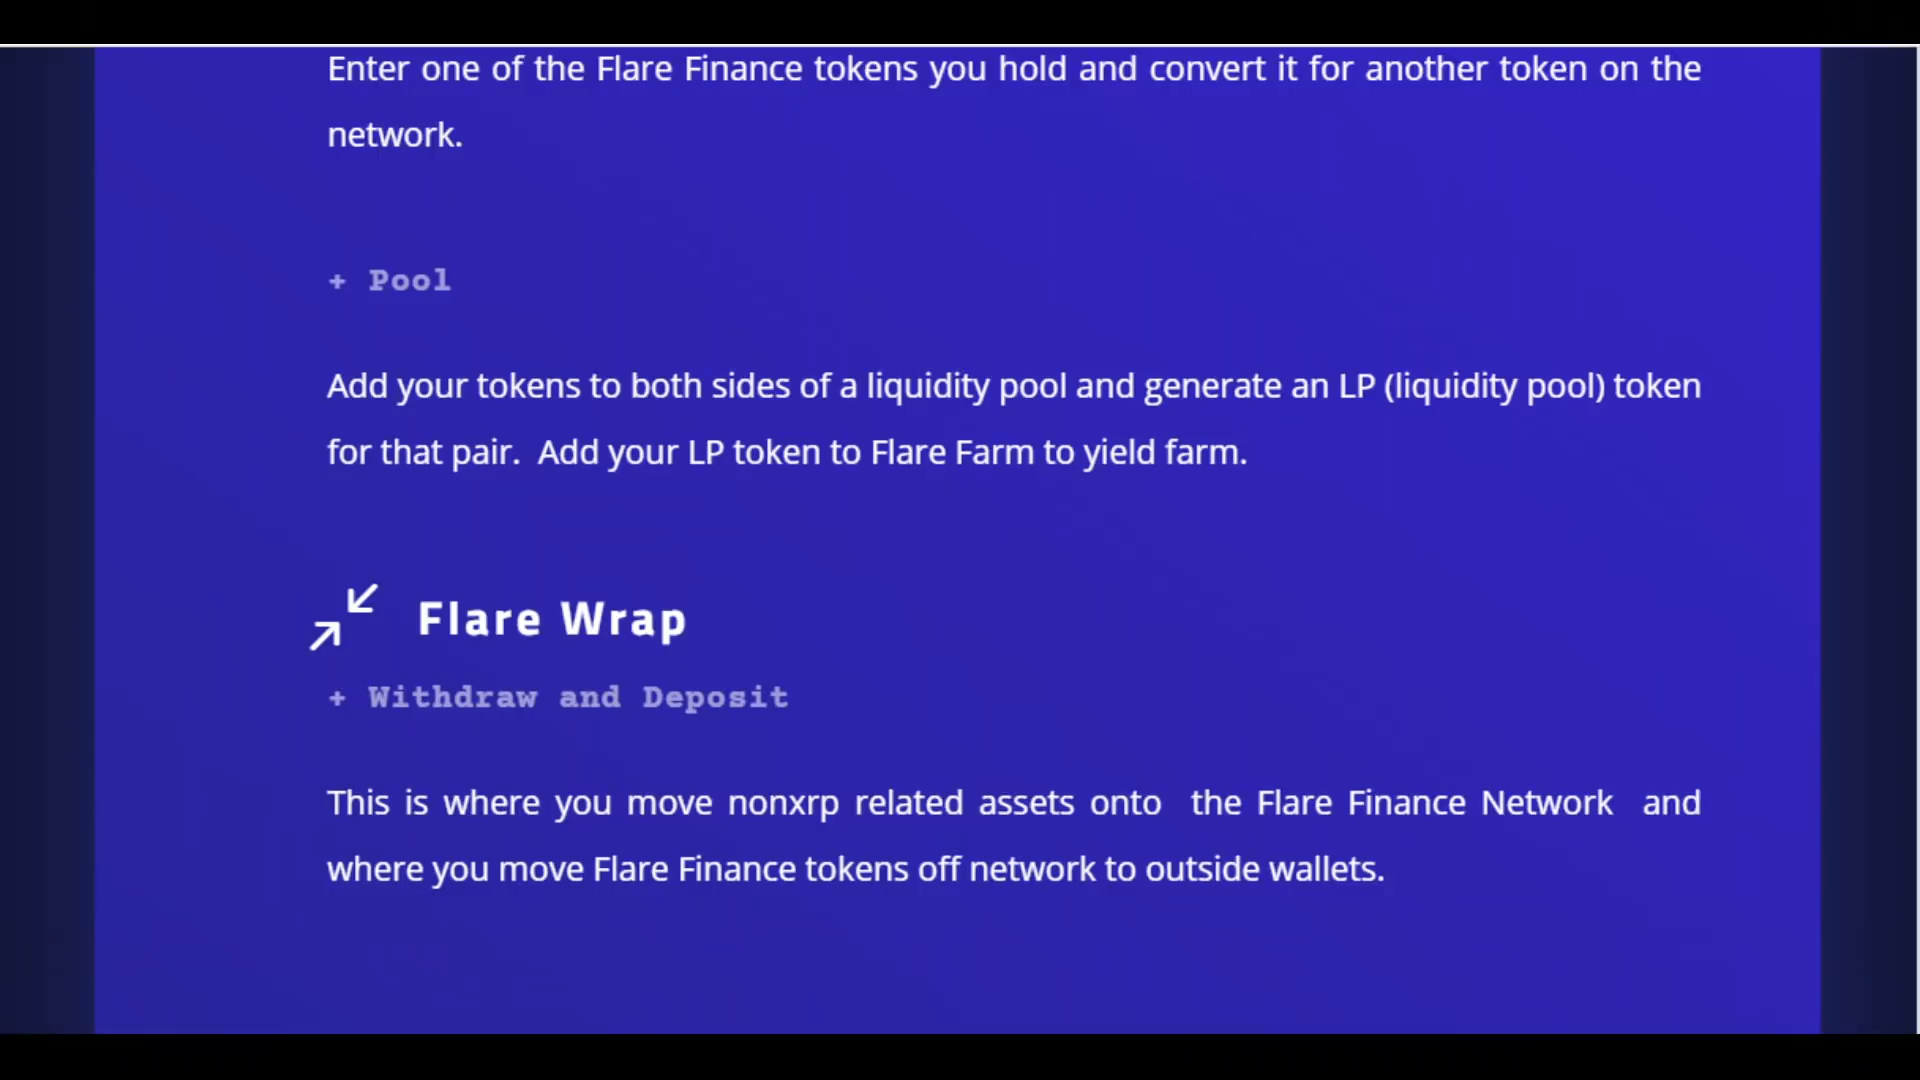 Enter one of the Flare Finance tokens you hold and convert it for another token on the
network.
+ Pool
Add your tokens to both sides of a liquidity pool and generate an LP (liquidity pool) token
for that pair.  Add your LP token to Flare Farm to yield farm.
Flare Wrap
+ Withdraw and Deposit
This is where you move nonxrp related assets onto  the Flare Finance Network  and
where you move Flare Finance tokens off network to outside wallets.